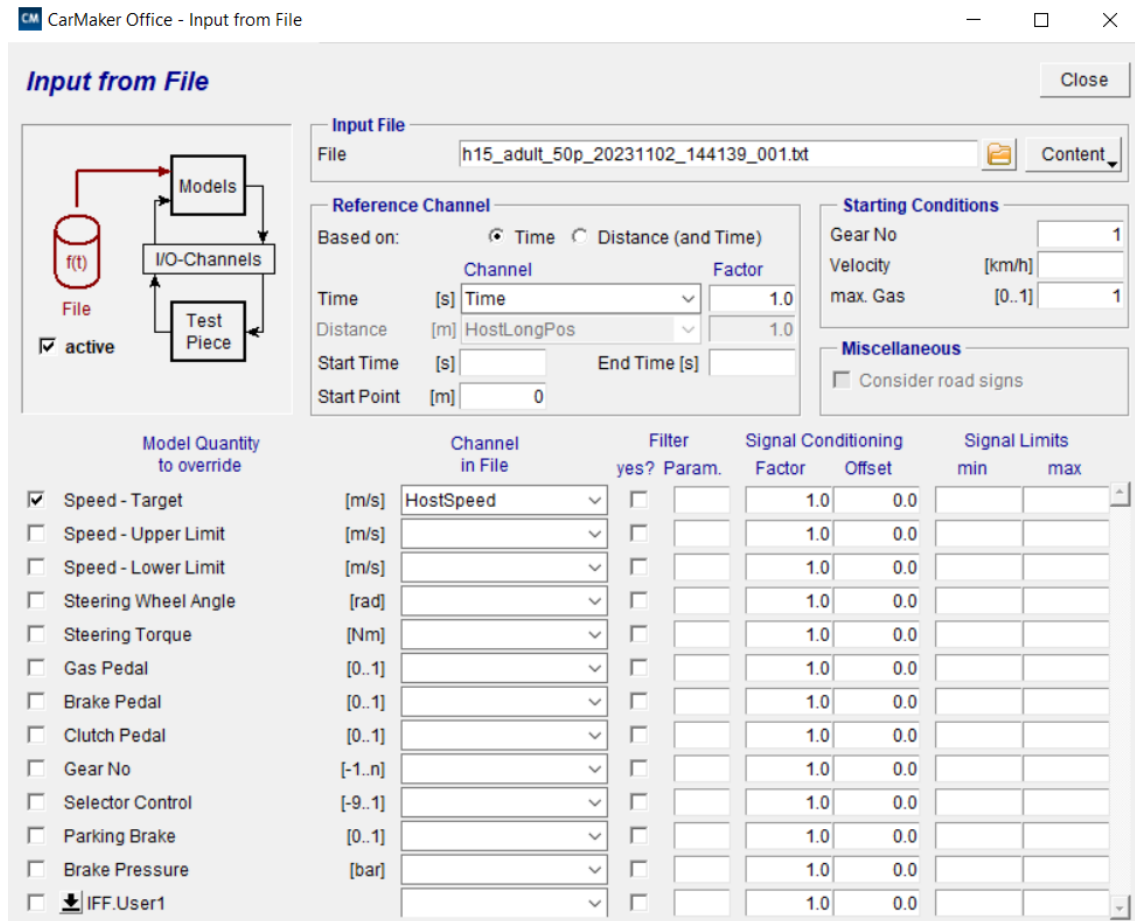 CM CarMaker Office - Input from File
Input from File
Close
Input File
File h15_adult_50p_20231102_144139_001.txt Content
Models
I/O-Channels
f(t)
File
Test
Piece
active
Reference Channel
Based on: Time Distance (and Time)
Channel Factor
Time [s] Time 1.0
Distance [m] HostLongPos 1.0
Start Time [s] End Time [s]
Start Point [m] 0
Starting Conditions
Gear No 1
Velocity [km/h]
max. Gas [0..1] 1
Miscellaneous
Consider road signs
Model Quantity Channel Filter Signal Conditioning Signal Limits
to override in File yes? Param. Factor Offset min max
Speed - Target [m/s] HostSpeed 1.0 0.0
Speed - Upper Limit [m/s] 1.0 0.0
Speed - Lower Limit [m/s] 1.0 0.0
Steering Wheel Angle [rad] 1.0 0.0
Steering Torque [Nm] 1.0 0.0
Gas Pedal [0..1] 1.0 0.0
Brake Pedal [0..1] 1.0 0.0
Clutch Pedal [0..1] 1.0 0.0
Gear No [-1..n] 1.0 0.0
Selector Control [-9..1] 1.0 0.0
Parking Brake [0..1] 1.0 0.0
Brake Pressure [bar] 1.0 0.0
IFF.User1 1.0 0.0